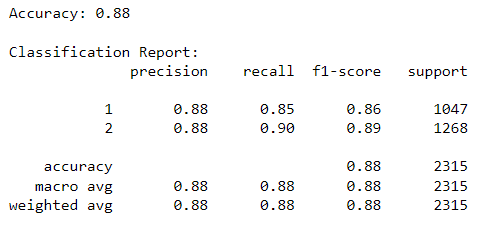 Accuracy: 0.88
Classification Report:
precision recall f1-score support
1 0.88 0.85 0.86 1047
2 0.88 0.90 0.89 1268
accuracy 0.88 2315
macro avg 0.88 0.88 0.88 2315
weighted avg 0.88 0.88 0.88 2315